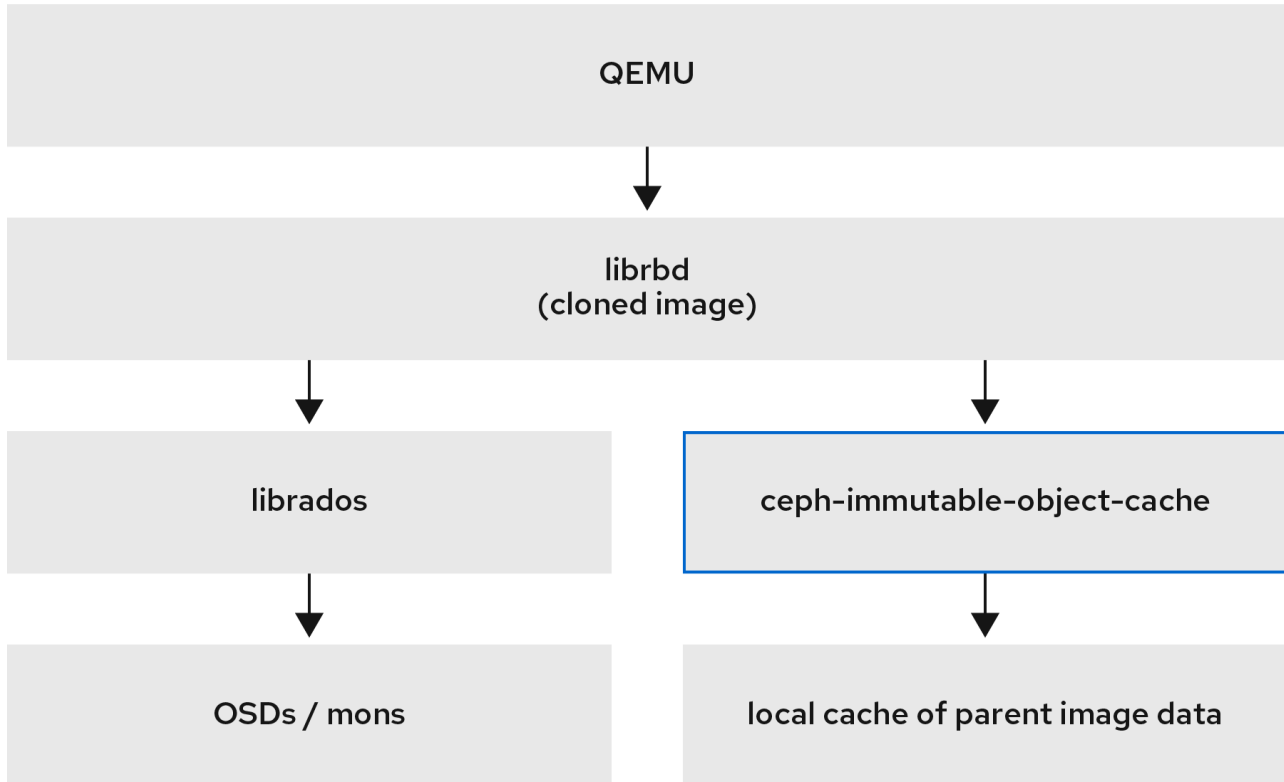 QEMU
librbd
(cloned image)
librados
ceph-immutable-object-cache
OSDs / mons
local cache of parent image data